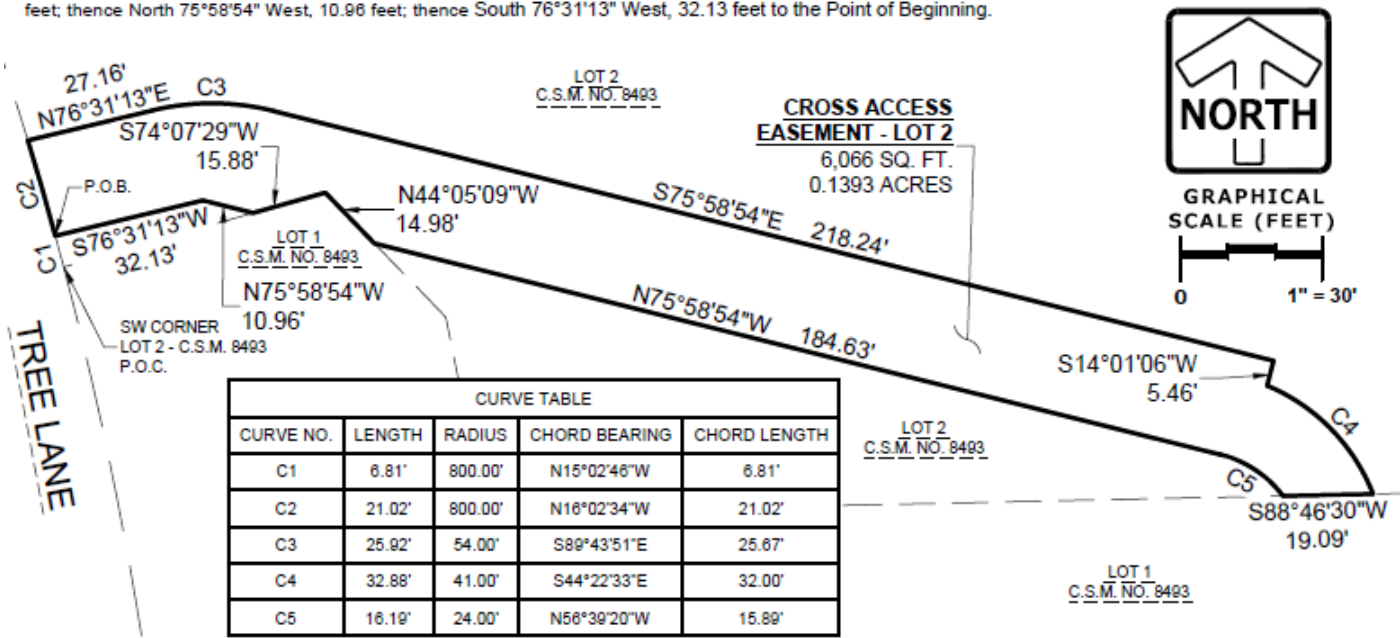 feet; thence North 75°58'54" West, 10.96 feet; thence South 76°31'13" West, 32.13 feet to the Point of Beginning.
27.16'
N76°31'13"E
C3
LOT 2
C.S.M. NO. 8493
CROSS ACCESS
EASEMENT - LOT 2
6,066 SQ. FT.
0.1393 ACRES
NORTH
GRAPHICAL
SCALE (FEET)
0
1" = 30'
S74°07'29"W
15.88'
C2
P.O.B.
N44°05'09"W
14.98'
S75°58'54"E
218.24'
C1
S76°31'13"W
32.13'
LOT 1
C.S.M. NO. 8493
N75°58'54"W
10.96'
SW CORNER
LOT 2 - C.S.M. 8493
P.O.C.
N75°58'54"W
184.63'
S14°01'06"W
5.46'
TREE LANE
C4
C5
LOT 2
C.S.M. NO. 8493
S88°46'30"W
19.09'
LOT 1
C.S.M. NO. 8493
CURVE TABLE
CURVE NO. LENGTH RADIUS CHORD BEARING CHORD LENGTH
C1 6.81' 800.00' N15°02'46"W 6.81'
C2 21.02' 800.00' N16°02'34"W 21.02'
C3 25.92' 54.00' S89°43'51"E 25.67'
C4 32.88' 41.00' S44°22'33"E 32.00'
C5 16.19' 24.00' N56°39'20"W 15.89'